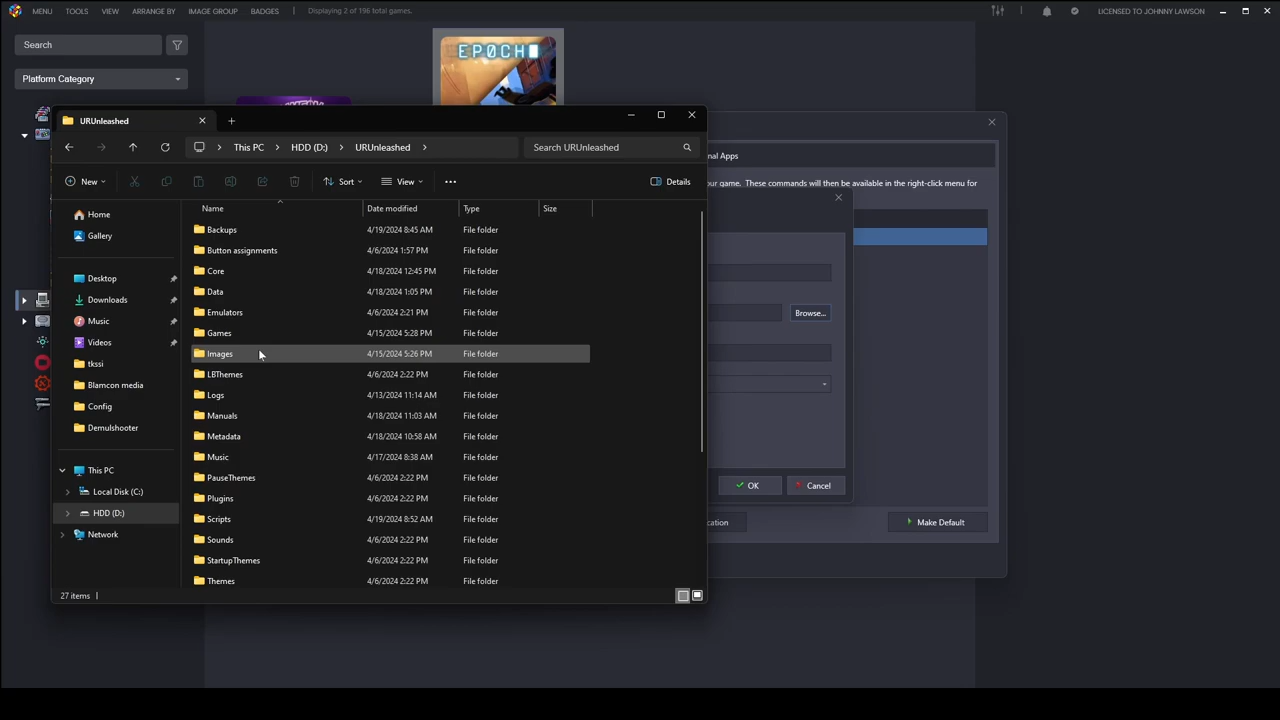 MENU TOOLS VIEW ARRANGE BY IMAGE GROUP BADGES Displaying 2 of 196 total games. LICENSED TO JOHNNY LAWSON
Search
Platform Category
EPOCH
URUnleashed
This PC HDD (D:) URUnleashed Search URUnleashed
New Sort View Details
Name Date modified Type Size
Home
Gallery
Desktop
Downloads
Music
Videos
tkssi
Blamcon media
Config
Demulshooter
This PC
Local Disk (C:)
HDD (D:)
Network
Backups 4/19/2024 8:45 AM File folder
Button assignments 4/6/2024 1:57 PM File folder
Core 4/18/2024 12:45 PM File folder
Data 4/18/2024 1:05 PM File folder
Emulators 4/6/2024 2:21 PM File folder
Games 4/15/2024 5:28 PM File folder
Images 4/15/2024 5:26 PM File folder
LBThemes 4/6/2024 2:22 PM File folder
Logs 4/13/2024 11:14 AM File folder
Manuals 4/18/2024 11:03 AM File folder
Metadata 4/18/2024 10:58 AM File folder
Music 4/17/2024 8:38 AM File folder
PauseThemes 4/6/2024 2:22 PM File folder
Plugins 4/6/2024 2:22 PM File folder
Scripts 4/19/2024 8:52 AM File folder
Sounds 4/6/2024 2:22 PM File folder
StartupThemes 4/6/2024 2:22 PM File folder
Themes 4/6/2024 2:22 PM File folder
27 items
nal Apps
our game. These commands will then be available in the right-click menu for
Browse...
OK Cancel
cation Make Default